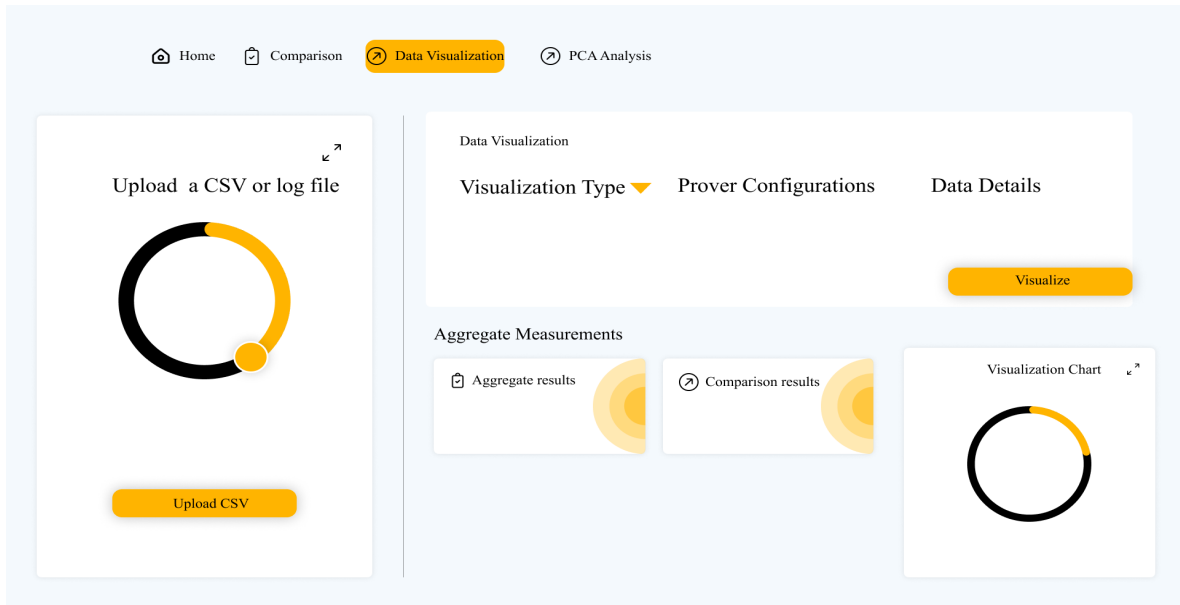 Home
Comparison
Data Visualization
PCA Analysis
Upload a CSV or log file
Upload CSV
Data Visualization
Visualization Type
Prover Configurations
Data Details
Visualize
Aggregate Measurements
Aggregate results
Comparison results
Visualization Chart